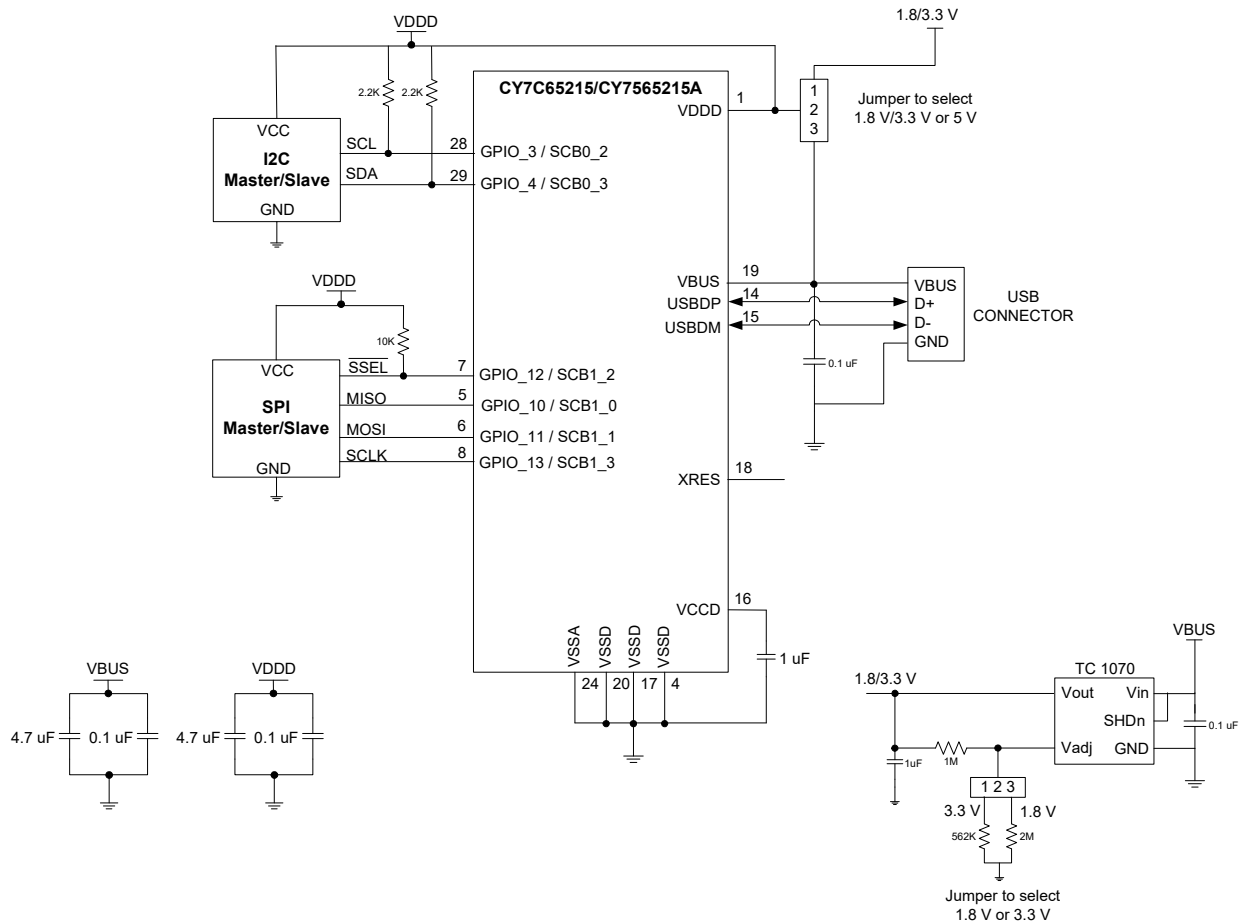 1.8/3.3 V
VDDD
CY7C65215/CY7565215A
1
VDDD
1
2
3
Jumper to select
1.8 V/3.3 V or 5 V
2.2K
2.2K
VCC
I2C
Master/Slave
GND
SCL
28
GPIO_3 / SCB0_2
SDA
29
GPIO_4 / SCB0_3
VDDD
10K
VBUS
19
USBDP
14
USBDM
15
VBUS
D+
D-
GND
USB
CONNECTOR
0.1 uF
VCC
SPI
Master/Slave
GND
SSEL
7
GPIO_12 / SCB1_2
MISO
5
GPIO_10 / SCB1_0
MOSI
6
GPIO_11 / SCB1_1
SCLK
8
GPIO_13 / SCB1_3
XRES
18
VCCD
16
1 uF
VSSA
VSSD
VSSD
VSSD
24
20
17
4
VBUS
4.7 uF
0.1 uF
VDDD
4.7 uF
0.1 uF
VBUS
TC 1070
1.8/3.3 V
Vout
Vin
SHDn
Vadj
GND
0.1 uF
1uF
1M
1 2 3
3.3 V
1.8 V
562K
2M
Jumper to select
1.8 V or 3.3 V